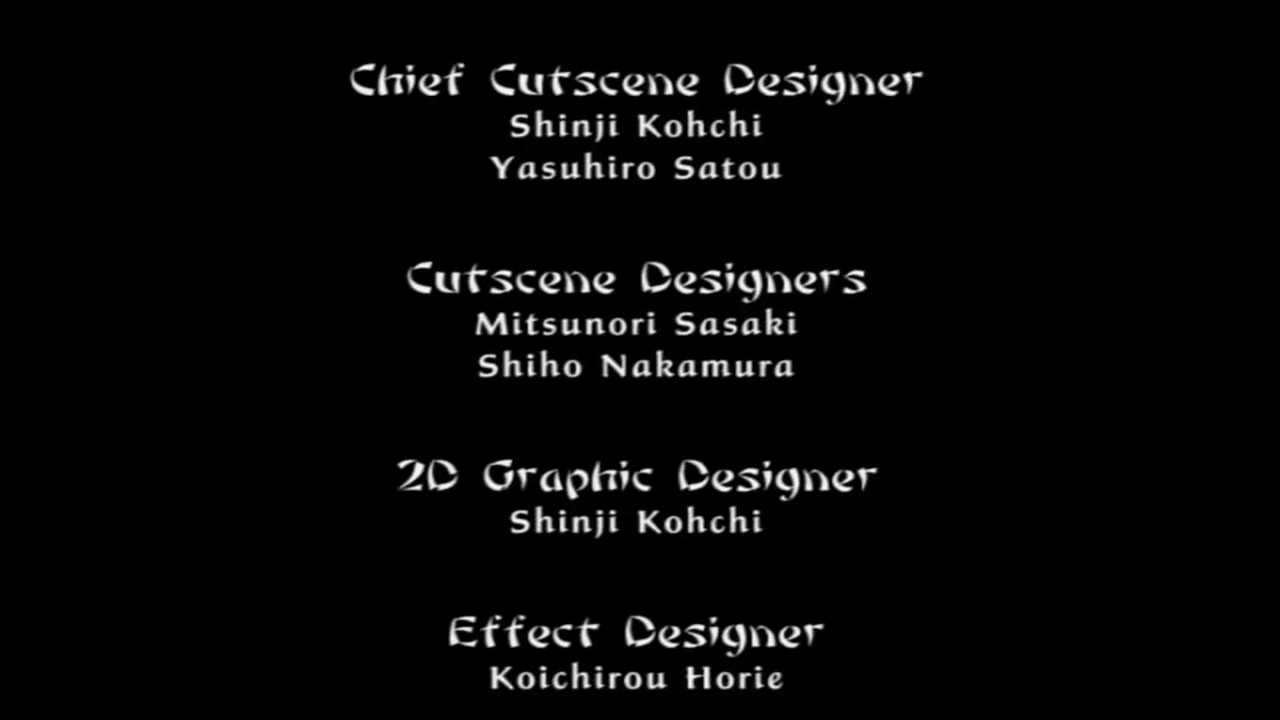 Chief Cutscene Designer
Shinji Kohchi
Yasuhiro Satou
Cutscene Designers
Mitsunori Sasaki
Shiho Nakamura
2D Graphic Designer
Shinji Kohchi
Effect Designer
Koichirou Horie